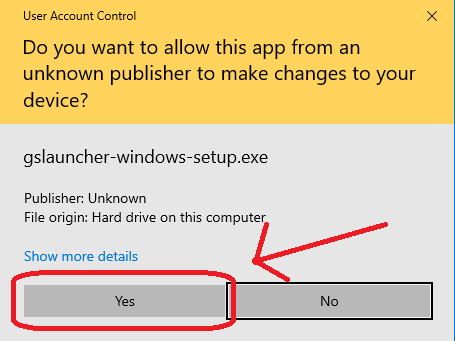 User Account Control
Do you want to allow this app from an
unknown publisher to make changes to your
device?
gslauncher-windows-setup.exe
Publisher: Unknown
File origin: Hard drive on this computer
Show more details
Yes
No